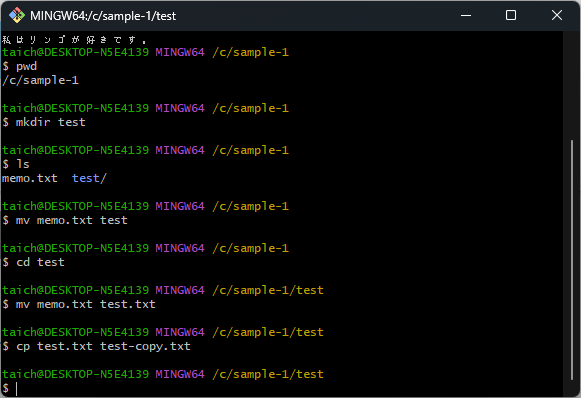 MINGW64:/c/sample-1/test
私はリンゴが好きです。
taich@DESKTOP-N5E4139 MINGW64 /c/sample-1
$ pwd
/c/sample-1
taich@DESKTOP-N5E4139 MINGW64 /c/sample-1
$ mkdir test
taich@DESKTOP-N5E4139 MINGW64 /c/sample-1
$ ls
memo.txt  test/
taich@DESKTOP-N5E4139 MINGW64 /c/sample-1
$ mv memo.txt test
taich@DESKTOP-N5E4139 MINGW64 /c/sample-1
$ cd test
taich@DESKTOP-N5E4139 MINGW64 /c/sample-1/test
$ mv memo.txt test.txt
taich@DESKTOP-N5E4139 MINGW64 /c/sample-1/test
$ cp test.txt test-copy.txt
taich@DESKTOP-N5E4139 MINGW64 /c/sample-1/test
$